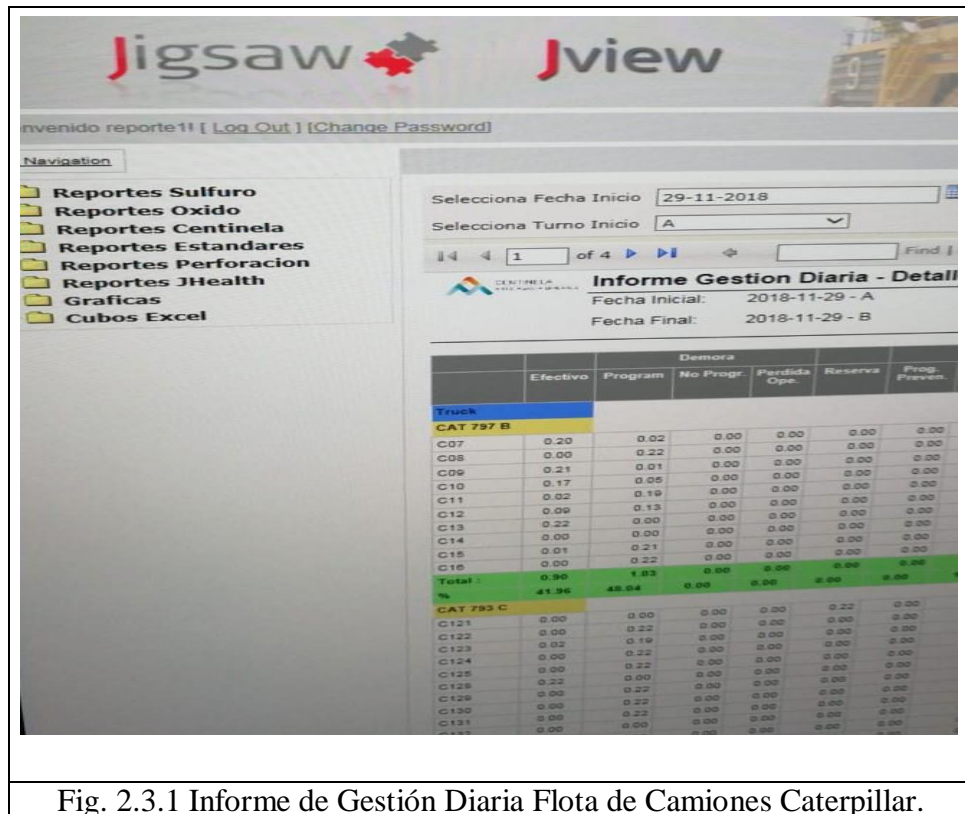 Jigsaw Jview
nvenido reporte1! [ Log Out ] [Change Password]
Navigation
Reportes Sulfuro
Reportes Oxido
Reportes Centinela
Reportes Estandares
Reportes Perforacion
Reportes JHealth
Graficas
Cubos Excel
Selecciona Fecha Inicio 29-11-2018
Selecciona Turno Inicio A
1 of 4 Find
CENTINELA
Informe Gestion Diaria - Detall
Fecha Inicial: 2018-11-29 - A
Fecha Final: 2018-11-29 - B
Demora
Efectivo Program No Progr. Perdida Ope. Reserva Prog. Preven.
Truck
CAT 797 B
C07 0.20 0.02 0.00 0.00 0.00 0.00
C08 0.00 0.22 0.00 0.00 0.00 0.00
C09 0.21 0.01 0.00 0.00 0.00 0.00
C10 0.17 0.05 0.00 0.00 0.00 0.00
C11 0.02 0.19 0.00 0.00 0.00 0.00
C12 0.09 0.13 0.00 0.00 0.00 0.00
C13 0.22 0.00 0.00 0.00 0.00 0.00
C14 0.00 0.00 0.00 0.00 0.00 0.00
C15 0.01 0.21 0.00 0.00 0.00 0.00
C16 0.00 0.22 0.00 0.00 0.00 0.00
Total : 0.90 1.03 0.00 0.00 0.00 0.00
% 41.96 48.04 0.00 0.00 0.00 0.00
CAT 793 C
C121 0.00 0.00 0.00 0.00 0.22 0.00
C122 0.00 0.22 0.00 0.00 0.00 0.00
C123 0.02 0.19 0.00 0.00 0.00 0.00
C124 0.00 0.22 0.00 0.00 0.00 0.00
C125 0.00 0.22 0.00 0.00 0.00 0.00
C128 0.22 0.00 0.00 0.00 0.00 0.00
C129 0.00 0.22 0.00 0.00 0.00 0.00
C130 0.00 0.22 0.00 0.00 0.00 0.00
C131 0.00 0.22 0.00 0.00 0.00 0.00
0.00 0.00
Fig. 2.3.1 Informe de Gestión Diaria Flota de Camiones Caterpillar.